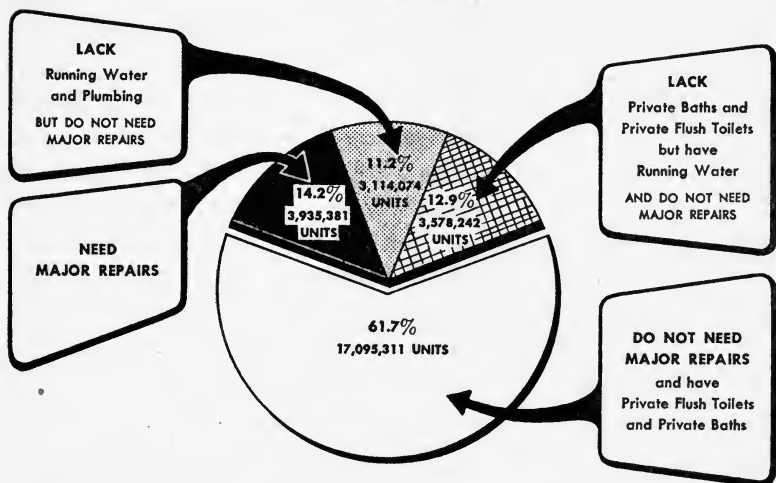 LACK
Running Water
and Plumbing
BUT DO NOT NEED
MAJOR REPAIRS
NEED
MAJOR REPAIRS
14.2%
3,935,381
UNITS
11.2%
3,114,074
UNITS
12.9%
3,578,242
UNITS
61.7%
17,095,311 UNITS
LACK
Private Baths and
Private Flush Toilets
but have
Running Water
AND DO NOT NEED
MAJOR REPAIRS
DO NOT NEED
MAJOR REPAIRS
and have
Private Flush Toilets
and Private Baths